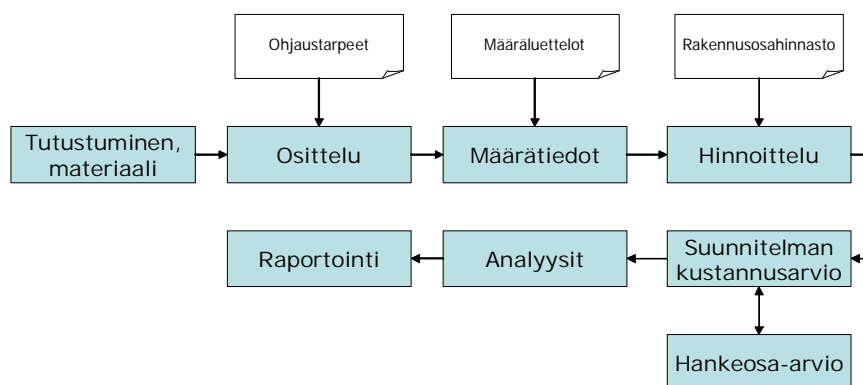 Ohjaustarpeet
Määräluettelot
Rakennusosahinnasto
Tutustuminen,
materiaali
Osittelu
Määrätiedot
Hinnoittelu
Raportointi
Analyysit
Suunnitelman
kustannusarvio
Hankeosa-arvio